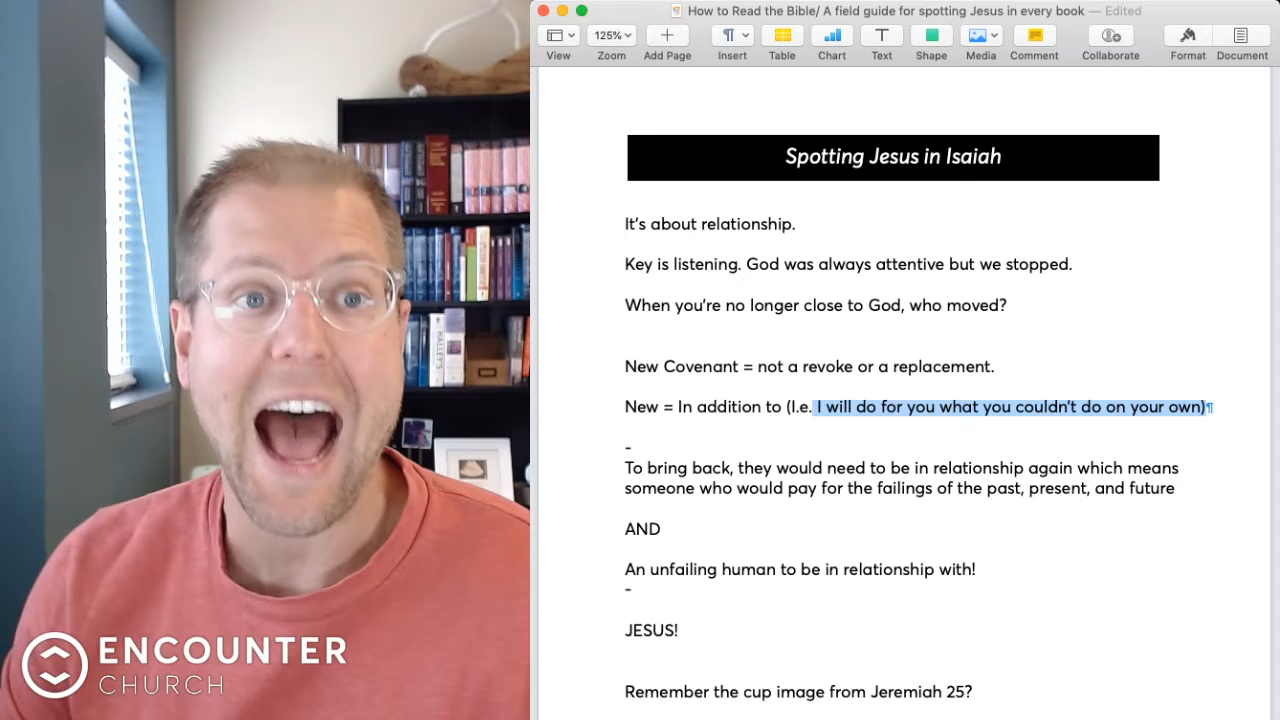 How to Read the Bible/ A field guide for spotting Jesus in every book — Edited
125%
View Zoom Add Page Insert Table Chart Text Shape Media Comment Collaborate Format Document
Spotting Jesus in Isaiah
It's about relationship.
Key is listening. God was always attentive but we stopped.
When you're no longer close to God, who moved?
New Covenant = not a revoke or a replacement.
New = In addition to (I.e. I will do for you what you couldn't do on your own)¶
-
To bring back, they would need to be in relationship again which means
someone who would pay for the failings of the past, present, and future
AND
An unfailing human to be in relationship with!
-
JESUS!
Remember the cup image from Jeremiah 25?
HALLEY'S
ENCOUNTER
CHURCH